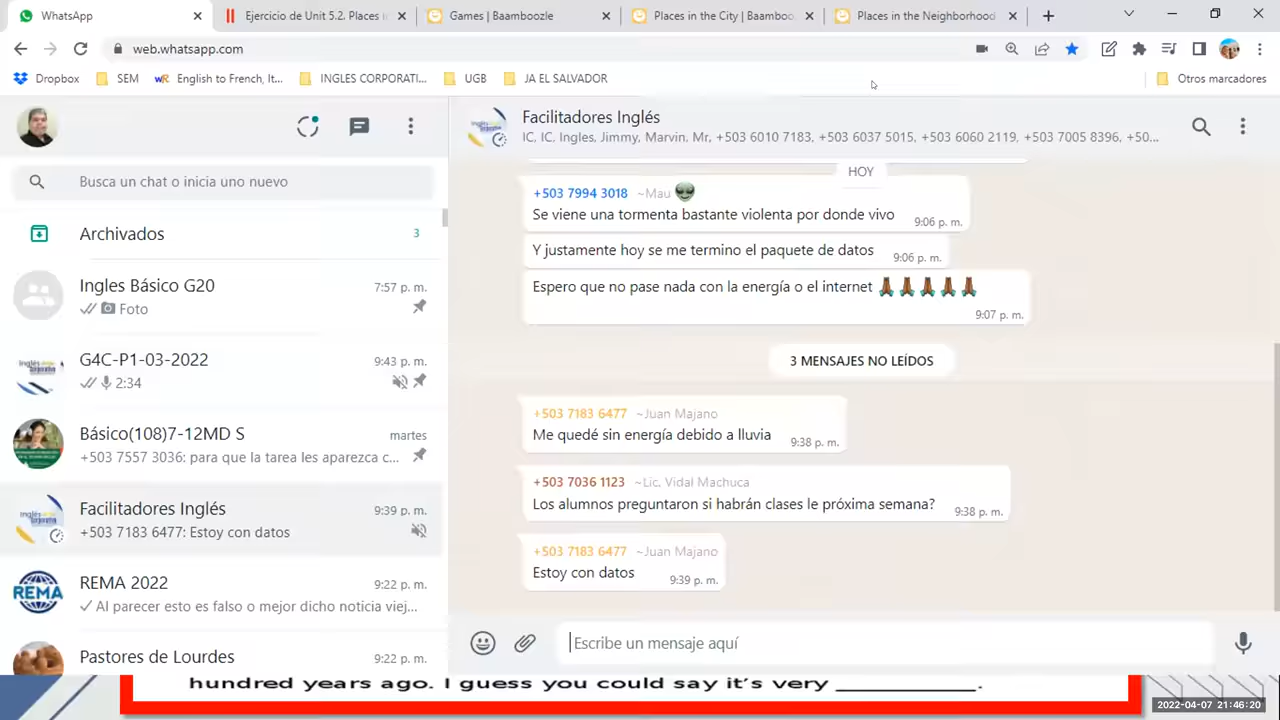 WhatsApp
Ejercicio de Unit 5.2. Places in
Games | Baamboozle
Places in the City | Baamboo
Places in the Neighborhood
web.whatsapp.com
Dropbox
SEM
wR English to French, It...
INGLES CORPORATI...
UGB
JA EL SALVADOR
Otros marcadores
Busca un chat o inicia uno nuevo
Archivados 3
Ingles Básico G20 7:57 p. m.
Foto
G4C-P1-03-2022 9:43 p. m.
2:34
Básico(108)7-12MD S martes
+503 7557 3036: para que la tarea les aparezca c...
Facilitadores Inglés 9:39 p. m.
+503 7183 6477: Estoy con datos
REMA 2022 9:22 p. m.
REMA
Al parecer esto es falso o mejor dicho noticia viej...
Pastores de Lourdes 9:22 p. m.
Facilitadores Inglés
IC, IC, Ingles, Jimmy, Marvin, Mr, +503 6010 7183, +503 6037 5015, +503 6060 2119, +503 7005 8396, +50...
HOY
+503 7994 3018 ~Mau 👽
Se viene una tormenta bastante violenta por donde vivo 9:06 p. m.
Y justamente hoy se me termino el paquete de datos 9:06 p. m.
Espero que no pase nada con la energía o el internet 🙏🏾🙏🏾🙏🏾🙏🏾🙏🏾
9:07 p. m.
3 MENSAJES NO LEÍDOS
+503 7183 6477 ~Juan Majano
Me quedé sin energía debido a lluvia 9:38 p. m.
+503 7036 1123 ~Lic. Vidal Machuca
Los alumnos preguntaron si habrán clases le próxima semana? 9:38 p. m.
+503 7183 6477 ~Juan Majano
Estoy con datos 9:39 p. m.
Escribe un mensaje aquí
hundred years ago. I guess you could say it's very __________.
2022-04-07 21:46:20